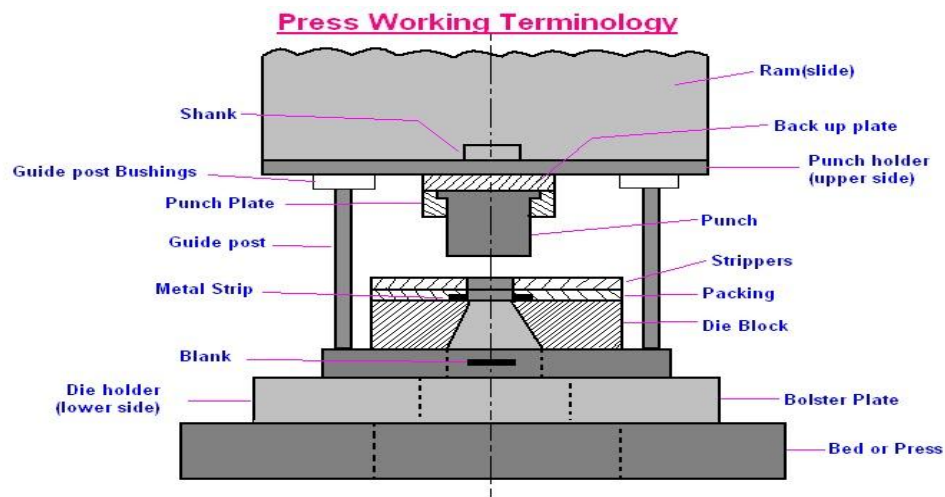 Press Working Terminology
Ram(slide)
Shank
Back up plate
Guide post Bushings
Punch holder
(upper side)
Punch Plate
Punch
Guide post
Strippers
Metal Strip
Packing
Die Block
Blank
Die holder
(lower side)
Bolster Plate
Bed or Press